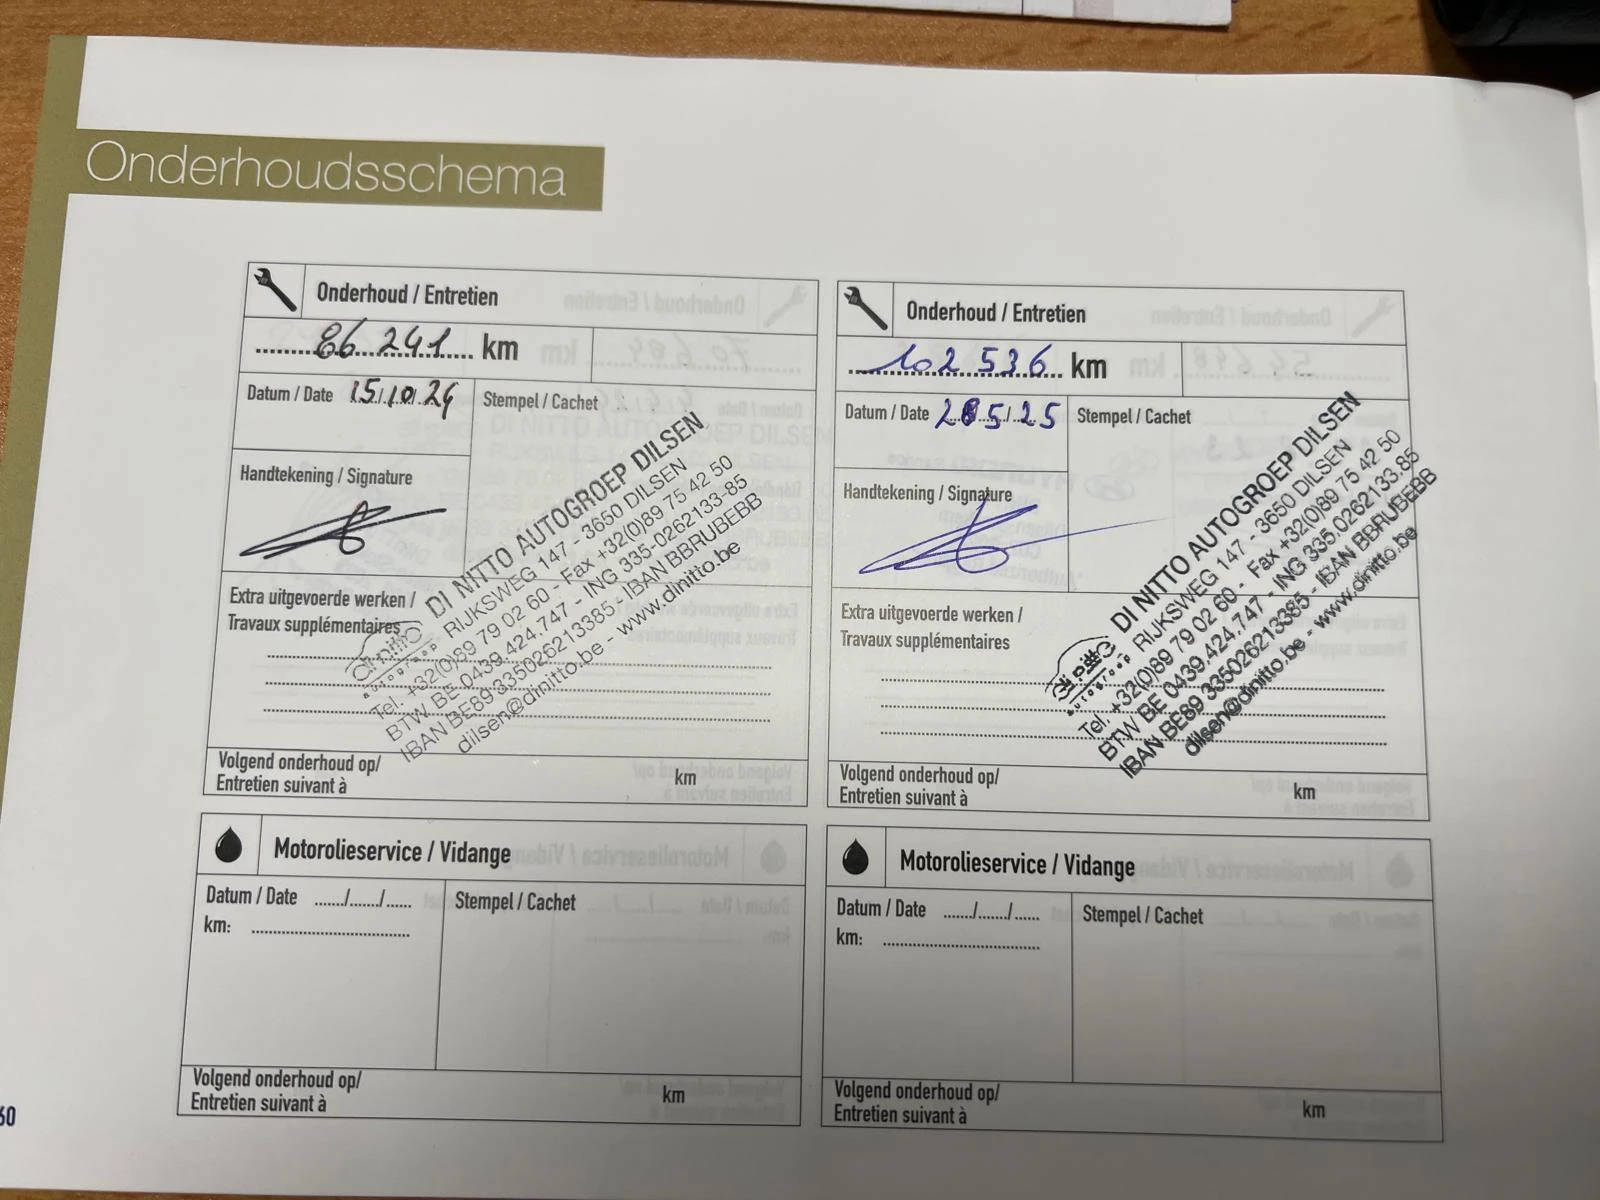 Onderhoudsschema
Onderhoud / Entretien
86 241 km
Datum / Date 15/10/24
Stempel / Cachet
Handtekening / Signature
DI NITTO AUTOGROEP DILSEN
RIJKSWEG 147 - 3650 DILSEN
Tel. +32(0)89 79 02 60 - Fax +32(0)89 75 42 50
BTW BE 0439.424.747 - ING 335-0262133-85
IBAN BE89 335026213385 - IBAN BBRUBEBB
dilsen@dinitto.be - www.dinitto.be
dinitto
autogroep
Extra uitgevoerde werken /
Travaux supplémentaires
Volgend onderhoud op/
Entretien suivant à
km
Onderhoud / Entretien
102 536 km
Datum / Date 28/5/25
Stempel / Cachet
Handtekening / Signature
DI NITTO AUTOGROEP DILSEN
RIJKSWEG 147 - 3650 DILSEN
Tel. +32(0)89 79 02 60 - Fax +32(0)89 75 42 50
BTW BE 0439.424.747 - ING 335.0262133.85
IBAN BE89 335026213385 - IBAN BBRUBEBB
dilsen@dinitto.be - www.dinitto.be
autogroep
Extra uitgevoerde werken /
Travaux supplémentaires
Volgend onderhoud op/
Entretien suivant à
km
Motorolieservice / Vidange
Datum / Date ....../....../......
km:
Stempel / Cachet
Volgend onderhoud op/
Entretien suivant à
km
Motorolieservice / Vidange
Datum / Date ....../....../......
km:
Stempel / Cachet
Volgend onderhoud op/
Entretien suivant à
km
60